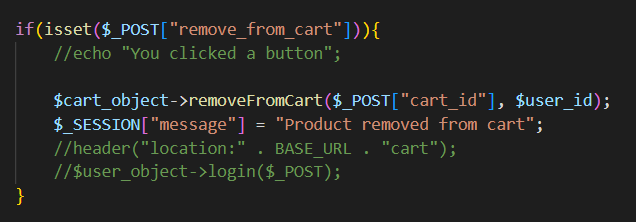 if(isset($_POST["remove_from_cart"])){
//echo "You clicked a button";
$cart_object->removeFromCart($_POST["cart_id"], $user_id);
$_SESSION["message"] = "Product removed from cart";
//header("location:" . BASE_URL . "cart");
//$user_object->login($_POST);
}